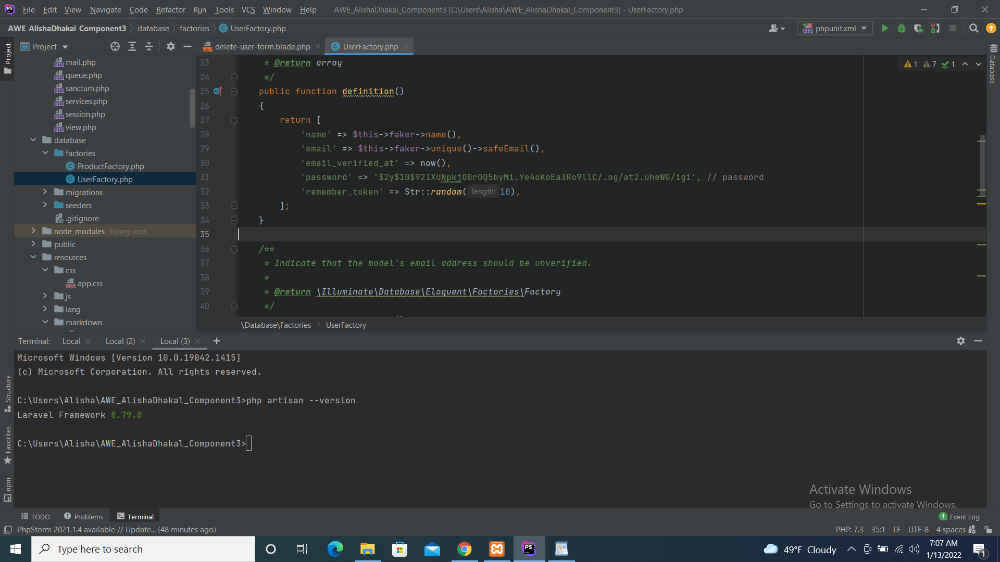 File Edit View Navigate Code Refactor Run Tools VCS Window Help AWE_AlishaDhakal_Component3 [C:\Users\Alisha\AWE_AlishaDhakal_Component3] - UserFactory.php
AWE_AlishaDhakal_Component3 database factories UserFactory.php phpunit.xml
Project
Project
delete-user-form.blade.php
UserFactory.php
mail.php
queue.php
sanctum.php
services.php
session.php
view.php
database
factories
ProductFactory.php
UserFactory.php
migrations
seeders
.gitignore
node_modules library root
public
resources
css
app.css
js
lang
markdown
1 7 1
Database
23 * @return array
24 */
25 public function definition()
26 {
27 return [
28 'name' => $this->faker->name(),
29 'email' => $this->faker->unique()->safeEmail(),
30 'email_verified_at' => now(),
31 'password' => '$2y$10$92IXUNpkjO0rOQ5byMi.Ye4oKoEa3Ro9llC/.og/at2.uheWG/igi', // password
32 'remember_token' => Str::random( length: 10),
33 ];
34 }
35
36 /**
37 * Indicate that the model's email address should be unverified.
38 *
39 * @return \Illuminate\Database\Eloquent\Factories\Factory
40 */
\Database\Factories UserFactory
Terminal: Local Local (2) Local (3)
Microsoft Windows [Version 10.0.19042.1415]
(c) Microsoft Corporation. All rights reserved.
C:\Users\Alisha\AWE_AlishaDhakal_Component3>php artisan --version
Laravel Framework 8.79.0
C:\Users\Alisha\AWE_AlishaDhakal_Component3>
Structure
Favorites
npm
Activate Windows
Go to Settings to activate Windows.
TODO Problems Terminal 1 Event Log
PhpStorm 2021.1.4 available // Update... (48 minutes ago) PHP: 7.3 35:1 LF UTF-8 4 spaces
Type here to search
49°F Cloudy
7:07 AM
1/13/2022
1